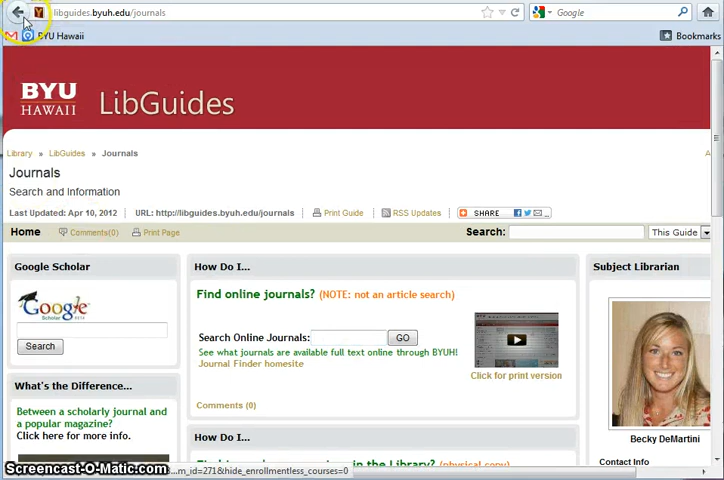 libguides.byuh.edu/journals
Google
BYU Hawaii
Bookmarks
BYU
HAWAII
LibGuides
Library » LibGuides » Journals
A
Journals
Search and Information
Last Updated: Apr 10, 2012
URL: http://libguides.byuh.edu/journals
Print Guide
RSS Updates
SHARE
Home
Comments(0)
Print Page
Search:
This Guide
Google Scholar
Google
Scholar BETA
Search
What's the Difference...
Between a scholarly journal and
a popular magazine?
Click here for more info.
How Do I...
Find online journals? (NOTE: not an article search)
Search Online Journals:
GO
See what journals are available full text online through BYUH!
Journal Finder homesite
Click for print version
Comments (0)
How Do I...
(physical copy)
Subject Librarian
Becky DeMartini
Contact Info
Screencast-O-Matic.com
m_id=271&hide_enrollmentless_courses=0